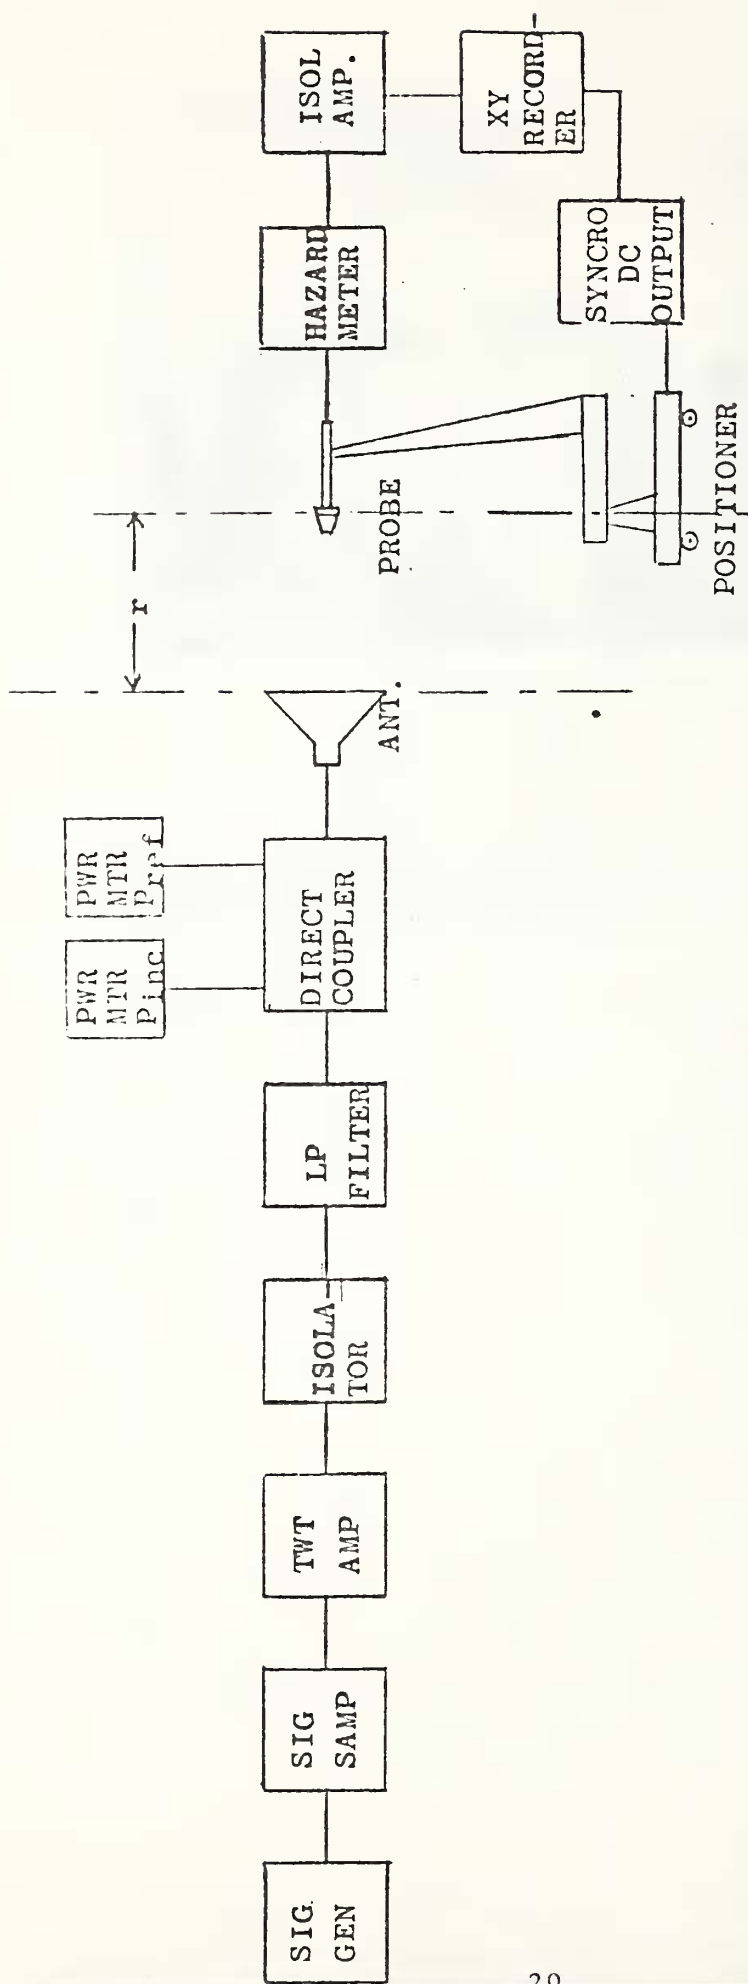 SIG.
GEN
SIG
SAMP
TWT
AMP
ISOLA-
TOR
LP
FILTER
DIRECT
COUPLER
PWR
MTR
Pinc
PWR
MTR
Pref
ANT.
r
PROBE
POSITIONER
HAZARD
METER
SYNCRO
DC
OUTPUT
ISOL
AMP.
XY
RECORD-
ER